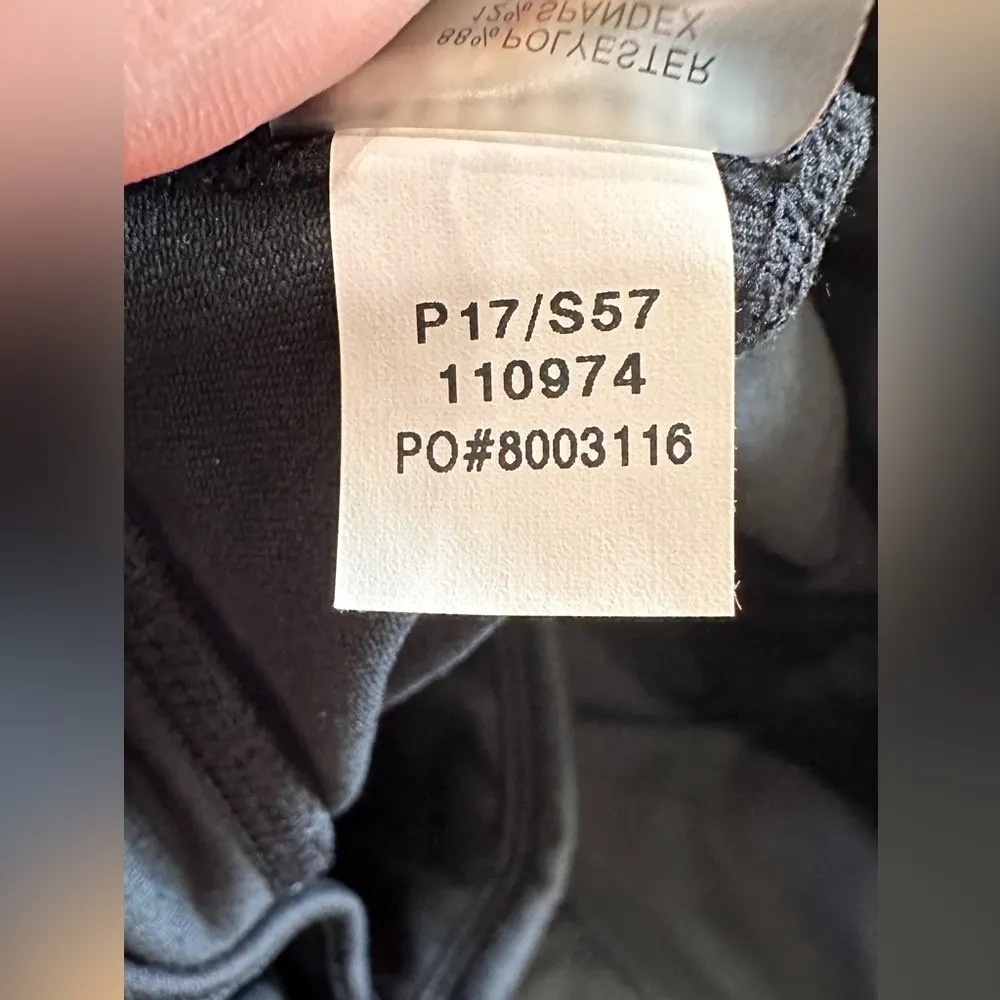 88% POLYESTER
12% SPANDEX
P17/S57
110974
PO#8003116